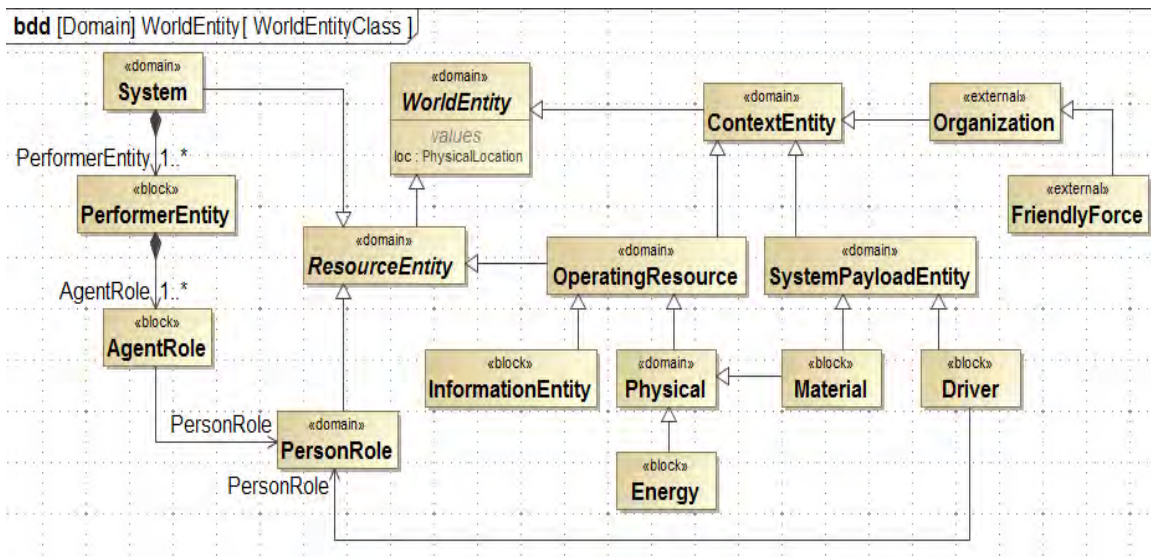 bdd [Domain] WorldEntity[ WorldEntityClass ]
«domain»
System
«domain»
WorldEntity
values
loc : PhysicalLocation
«domain»
ContextEntity
«external»
Organization
PerformerEntity 1..*
«block»
PerformerEntity
«external»
FriendlyForce
«domain»
ResourceEntity
«domain»
OperatingResource
«domain»
SystemPayloadEntity
AgentRole 1..*
«block»
AgentRole
«block»
InformationEntity
«domain»
Physical
«block»
Material
«block»
Driver
PersonRole
«domain»
PersonRole
PersonRole
«block»
Energy